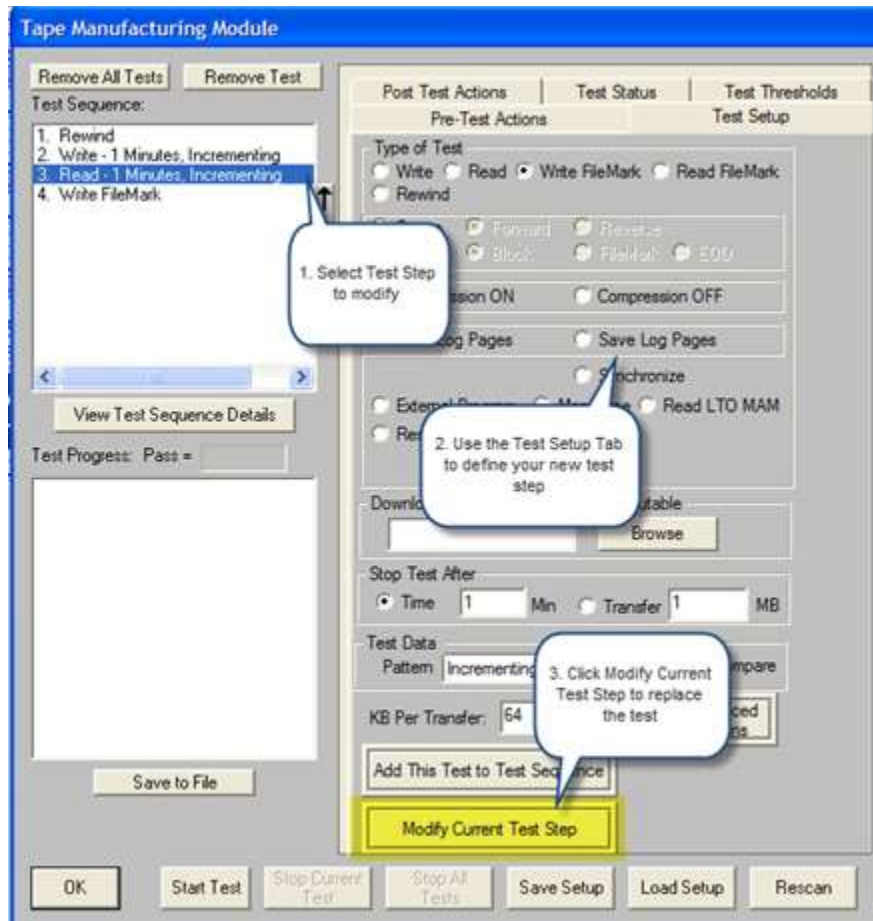 Tape Manufacturing Module
Remove All Tests Remove Test
Test Sequence:
1. Rewind
2. Write - 1 Minutes, Incrementing
3. Read - 1 Minutes, Incrementing
4. Write FileMark
View Test Sequence Details
Test Progress: Pass =
Save to File
Post Test Actions Test Status Test Thresholds
Pre-Test Actions Test Setup
Type of Test
Write Read Write FileMark Read FileMark
Rewind
Forward Reverse
Block FileMark EOD
Compression OFF
Log Pages Save Log Pages
Synchronize
Read LTO MAM
Browse
Stop Test After
Time 1 Min Transfer 1 MB
Test Data
Pattern Incrementing
KB Per Transfer: 64
Add This Test to Test Sequence
Modify Current Test Step
1. Select Test Step
to modify
2. Use the Test Setup Tab
to define your new test
step
3. Click Modify Current
Test Step to replace
the test
OK Start Test Stop Current Test Stop All Tests Save Setup Load Setup Rescan